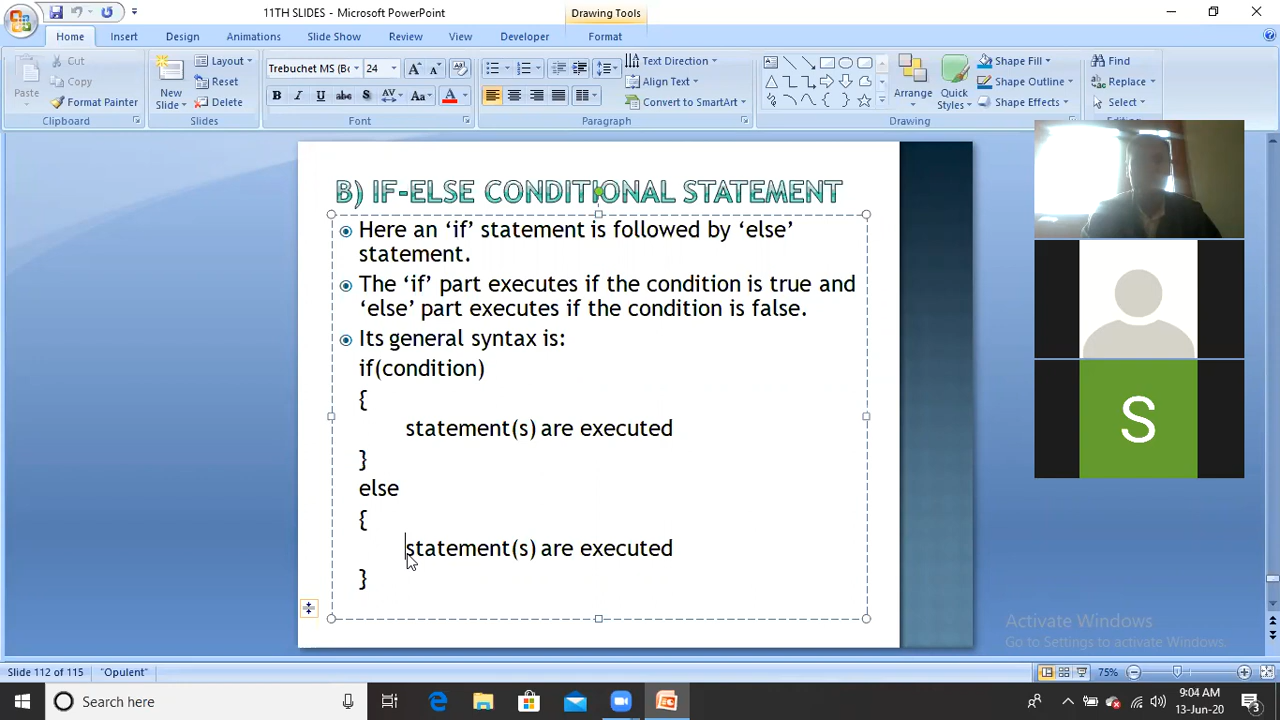 11TH SLIDES - Microsoft PowerPoint
Drawing Tools
Home Insert Design Animations Slide Show Review View Developer Format
Paste
Cut
Copy
Format Painter
Clipboard
New Slide
Layout
Reset
Delete
Slides
Trebuchet MS (B 24
B I U abc S AV Aa A
Font
Text Direction
Align Text
Convert to SmartArt
Paragraph
Arrange
Quick Styles
Shape Fill
Shape Outline
Shape Effects
Drawing
Find
Replace
Select
B) IF-ELSE CONDITIONAL STATEMENT
Here an ‘if’ statement is followed by ‘else’
statement.
The ‘if’ part executes if the condition is true and
‘else’ part executes if the condition is false.
Its general syntax is:
if(condition)
{
statement(s) are executed
}
else
{
statement(s) are executed
}
S
Activate Windows
Go to Settings to activate Windows.
Slide 112 of 115 "Opulent" 75%
Search here
9:04 AM
13-Jun-20
3